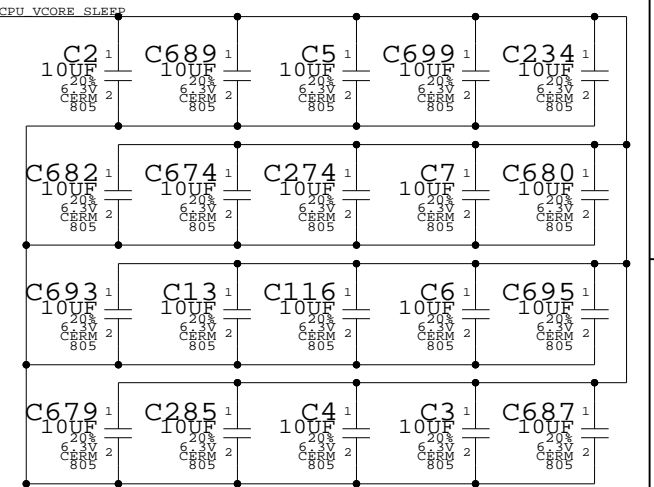 CPU_VCORE_SLEEP
C2 1 C689 1 C5 1 C699 1 C234 1
10UF 10UF 10UF 10UF 10UF
20% 20% 20% 20% 20%
6.3V 6.3V 6.3V 6.3V 6.3V
CERM 2 CERM 2 CERM 2 CERM 2 CERM 2
805 805 805 805 805
C682 1 C674 1 C274 1 C7 1 C680 1
10UF 10UF 10UF 10UF 10UF
20% 20% 20% 20% 20%
6.3V 6.3V 6.3V 6.3V 6.3V
CERM 2 CERM 2 CERM 2 CERM 2 CERM 2
805 805 805 805 805
C693 1 C13 1 C116 1 C6 1 C695 1
10UF 10UF 10UF 10UF 10UF
20% 20% 20% 20% 20%
6.3V 6.3V 6.3V 6.3V 6.3V
CERM 2 CERM 2 CERM 2 CERM 2 CERM 2
805 805 805 805 805
C679 1 C285 1 C4 1 C3 1 C687 1
10UF 10UF 10UF 10UF 10UF
20% 20% 20% 20% 20%
6.3V 6.3V 6.3V 6.3V 6.3V
CERM 2 CERM 2 CERM 2 CERM 2 CERM 2
805 805 805 805 805